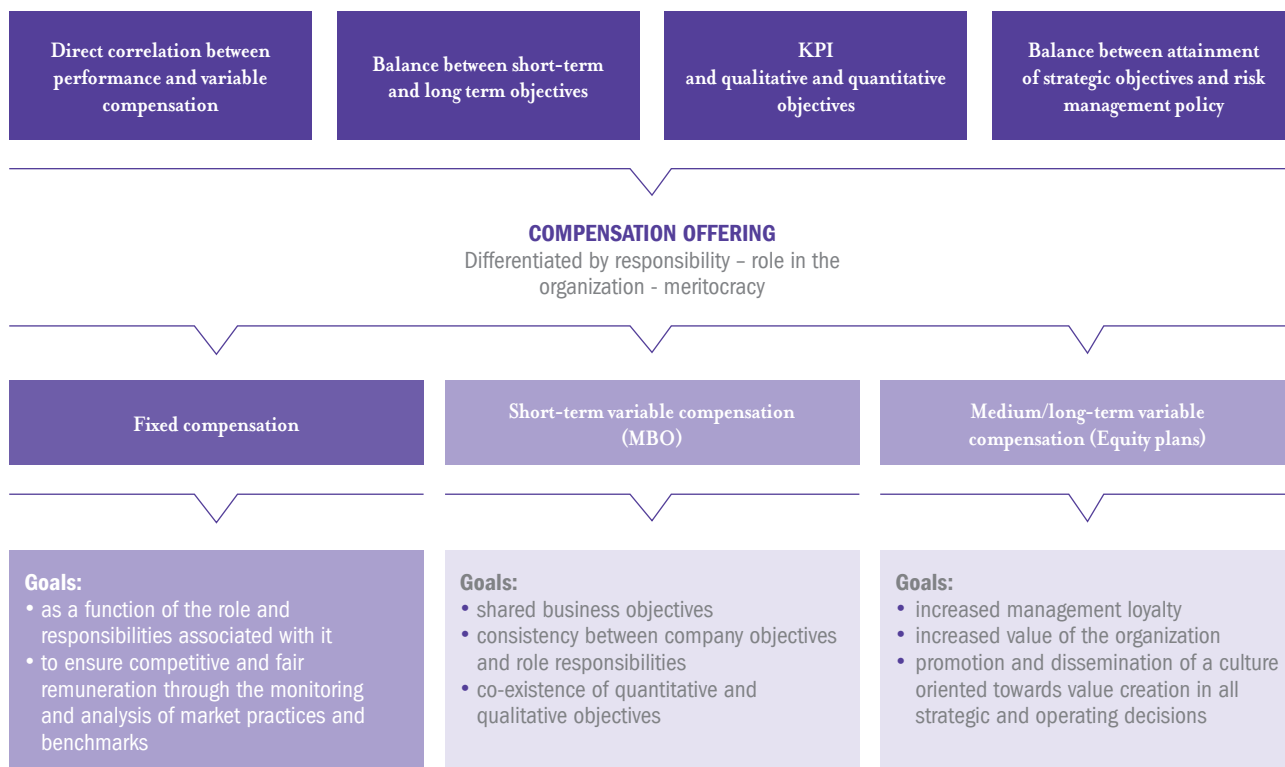 Direct correlation between
performance and variable
compensation
Balance between short-term
and long term objectives
KPI
and qualitative and quantitative
objectives
Balance between attainment
of strategic objectives and risk
management policy
COMPENSATION OFFERING
Differentiated by responsibility – role in the
organization - meritocracy
Fixed compensation
Short-term variable compensation
(MBO)
Medium/long-term variable
compensation (Equity plans)
Goals:
• as a function of the role and
responsibilities associated with it
• to ensure competitive and fair
remuneration through the monitoring
and analysis of market practices and
benchmarks
Goals:
• shared business objectives
• consistency between company objectives
and role responsibilities
• co-existence of quantitative and
qualitative objectives
Goals:
• increased management loyalty
• increased value of the organization
• promotion and dissemination of a culture
oriented towards value creation in all
strategic and operating decisions